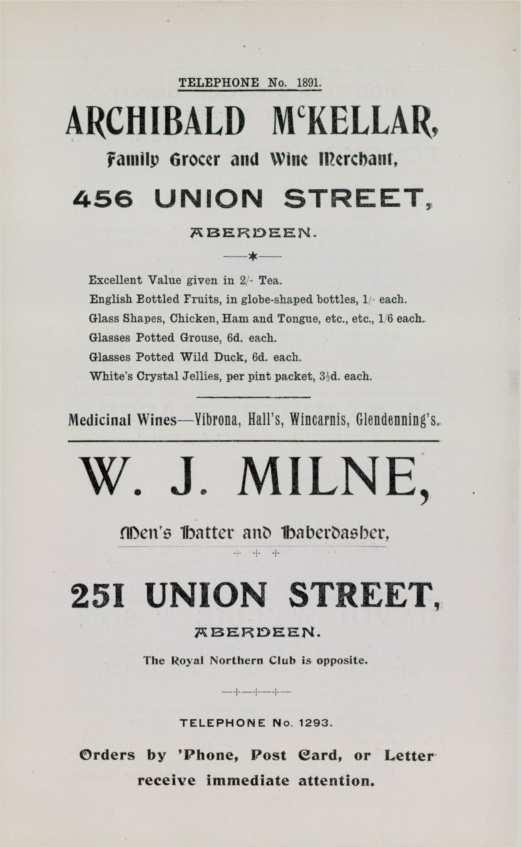 TELEPHONE No. 1891.
ARCHIBALD McKELLAR,
Family Grocer and Wine Merchant,
456 UNION STREET,
ABERDEEN.
Excellent Value given in 2/- Tea.
English Bottled Fruits, in globe-shaped bottles, 1/- each.
Glass Shapes, Chicken, Ham and Tongue, etc., etc., 1/6 each.
Glasses Potted Grouse, 6d. each.
Glasses Potted Wild Duck, 6d. each.
White's Crystal Jellies, per pint packet, 3½d. each.
Medicinal Wines—Vibrona, Hall's, Wincarnis, Glendenning's.
W. J. MILNE,
Men's Hatter and Haberdasher,
251 UNION STREET,
ABERDEEN.
The Royal Northern Club is opposite.
TELEPHONE No. 1293.
Orders by 'Phone, Post Card, or Letter
receive immediate attention.